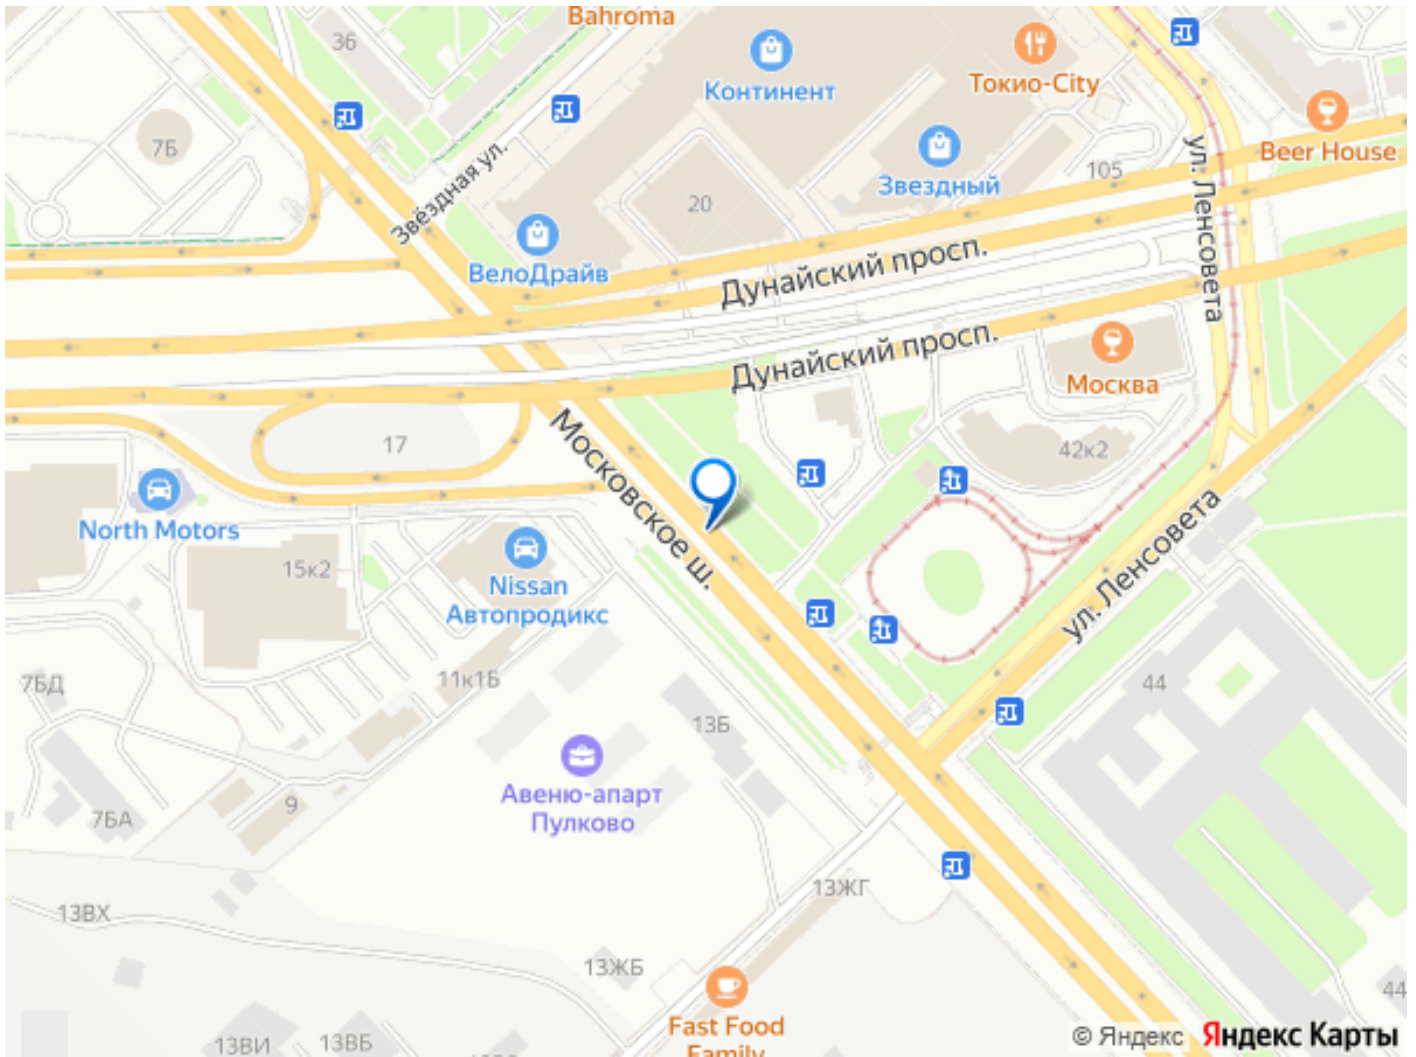 Bahroma
36
Континент
Токио-City
Beer House
7Б
Звёздная ул.
Звездный
105
ул. Ленсовета
20
ВелоДрайв
Дунайский просп.
Дунайский просп.
Москва
42к2
17
Московское ш.
North Motors
15к2
Nissan
Автопродикс
ул. Ленсовета
11к1Б
7БД
13Б
44
Авеню-апарт
Пулково
9
7БА
13ЖГ
13ВХ
13ЖБ
44
Fast Food
Family
13ВИ
13ВБ
© Яндекс Яндекс Карты